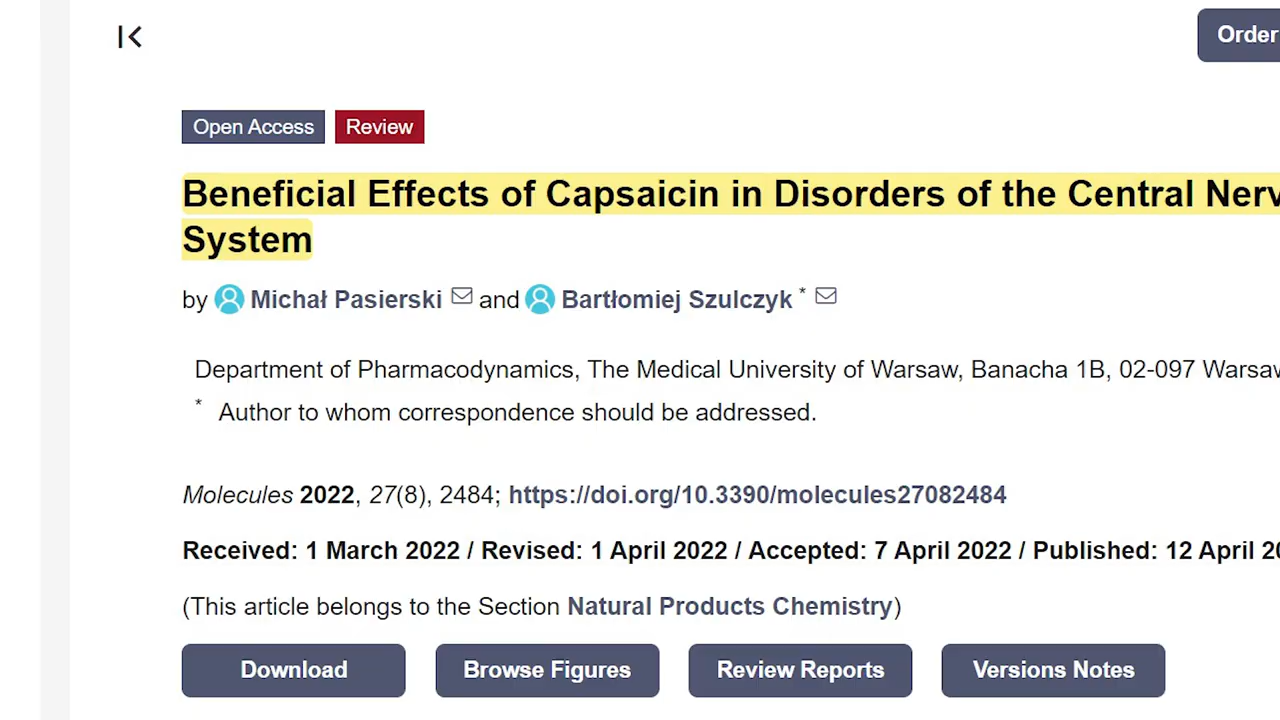 Order
Open Access Review
Beneficial Effects of Capsaicin in Disorders of the Central Nerv
System
by Michał Pasierski and Bartłomiej Szulczyk *
Department of Pharmacodynamics, The Medical University of Warsaw, Banacha 1B, 02-097 Warsaw
* Author to whom correspondence should be addressed.
Molecules 2022, 27(8), 2484; https://doi.org/10.3390/molecules27082484
Received: 1 March 2022 / Revised: 1 April 2022 / Accepted: 7 April 2022 / Published: 12 April 20
(This article belongs to the Section Natural Products Chemistry)
Download Browse Figures Review Reports Versions Notes